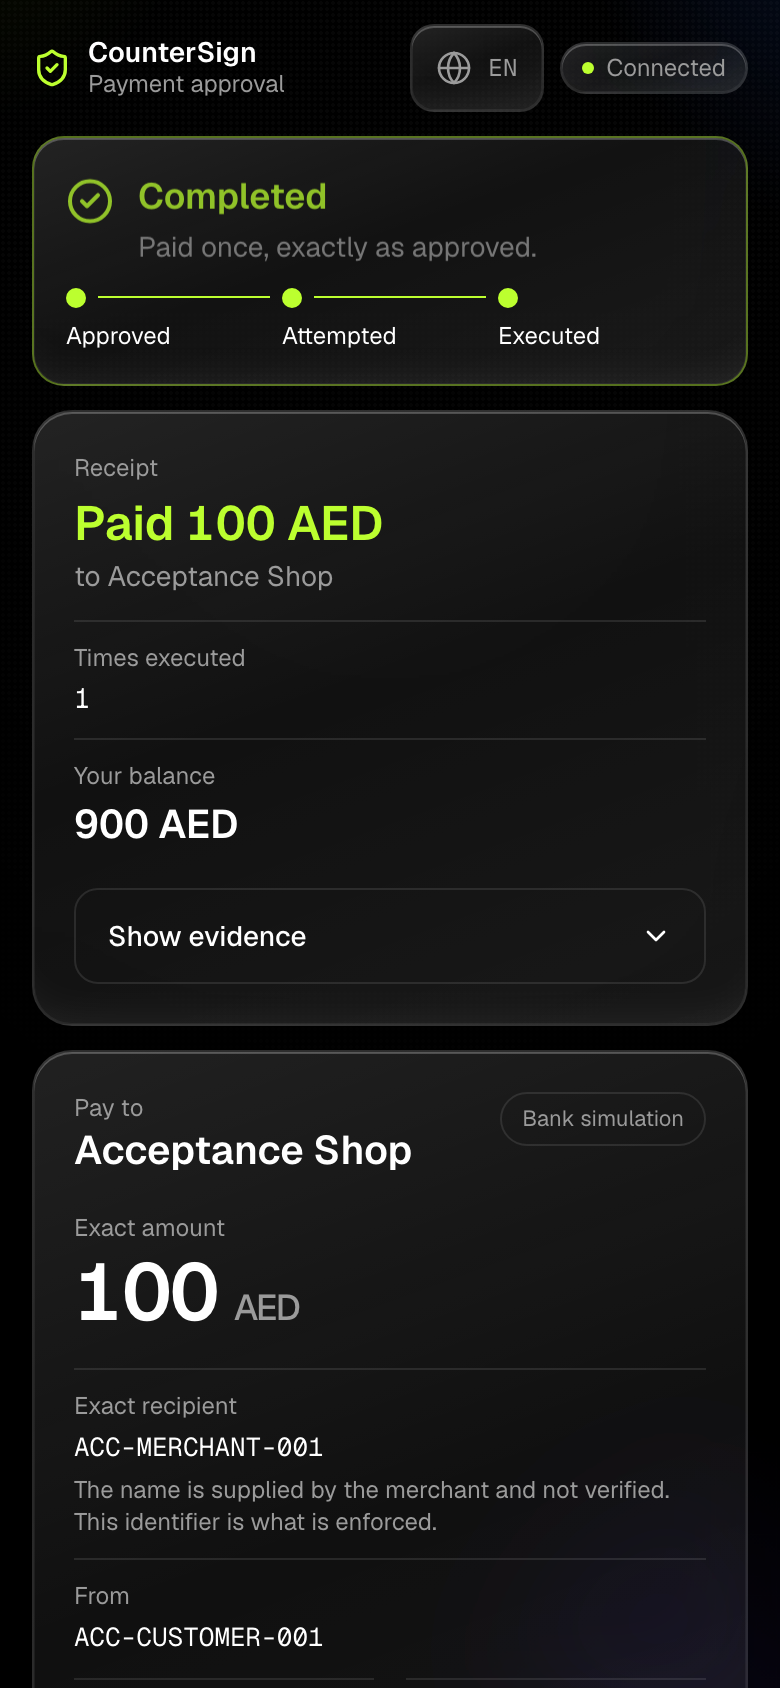 CounterSign
Payment approval
EN
Connected
Completed
Paid once, exactly as approved.
Approved
Attempted
Executed
Receipt
Paid 100 AED
to Acceptance Shop
Times executed
1
Your balance
900 AED
Show evidence
Pay to
Bank simulation
Acceptance Shop
Exact amount
100 AED
Exact recipient
ACC-MERCHANT-001
The name is supplied by the merchant and not verified.
This identifier is what is enforced.
From
ACC-CUSTOMER-001